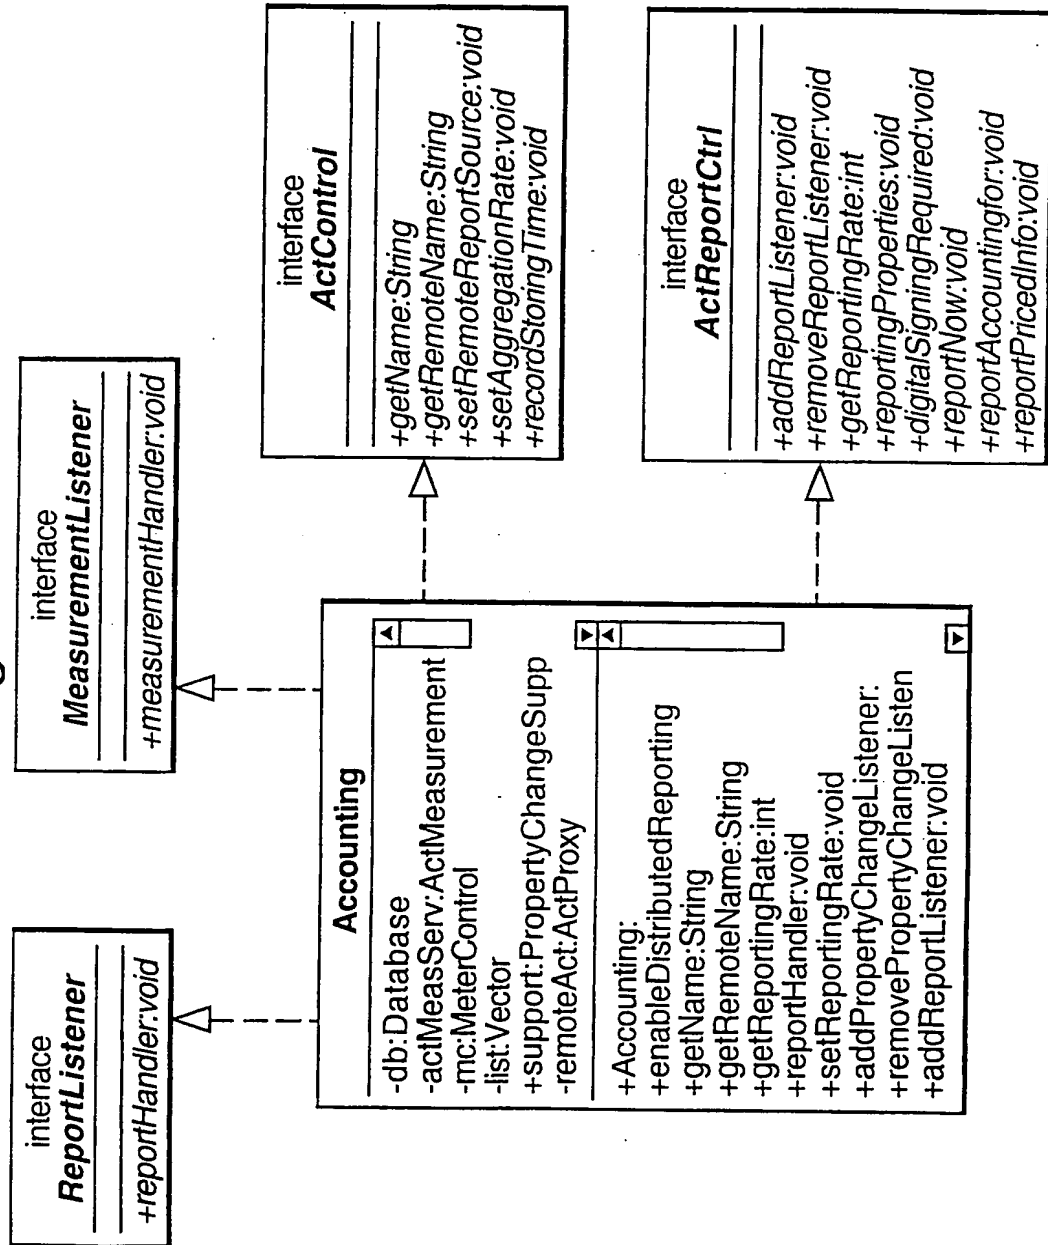 interface
ReportListener
+reportHandler:void
interface
MeasurementListener
+measurementHandler:void
Accounting
-db:Database
-actMeasServ:ActMeasurement
-mc:MeterControl
-list:Vector
+support:PropertyChangeSupp
-remoteAct:ActProxy
+Accounting:
+enableDistributedReporting
+getName:String
+getRemoteName:String
+getReportingRate:int
+reportHandler:void
+setReportingRate:void
+addPropertyChangeListener:
+removePropertyChangeListen
+addReportListener:void
interface
ActControl
+getName:String
+getRemoteName:String
+setRemoteReportSource:void
+setAggregationRate:void
+recordStoringTime:void
interface
ActReportCtrl
+addReportListener:void
+removeReportListener:void
+getReportingRate:int
+reportingProperties:void
+digitalSigningRequired:void
+reportNow:void
+reportAccountingfor:void
+reportPricedInfo:void